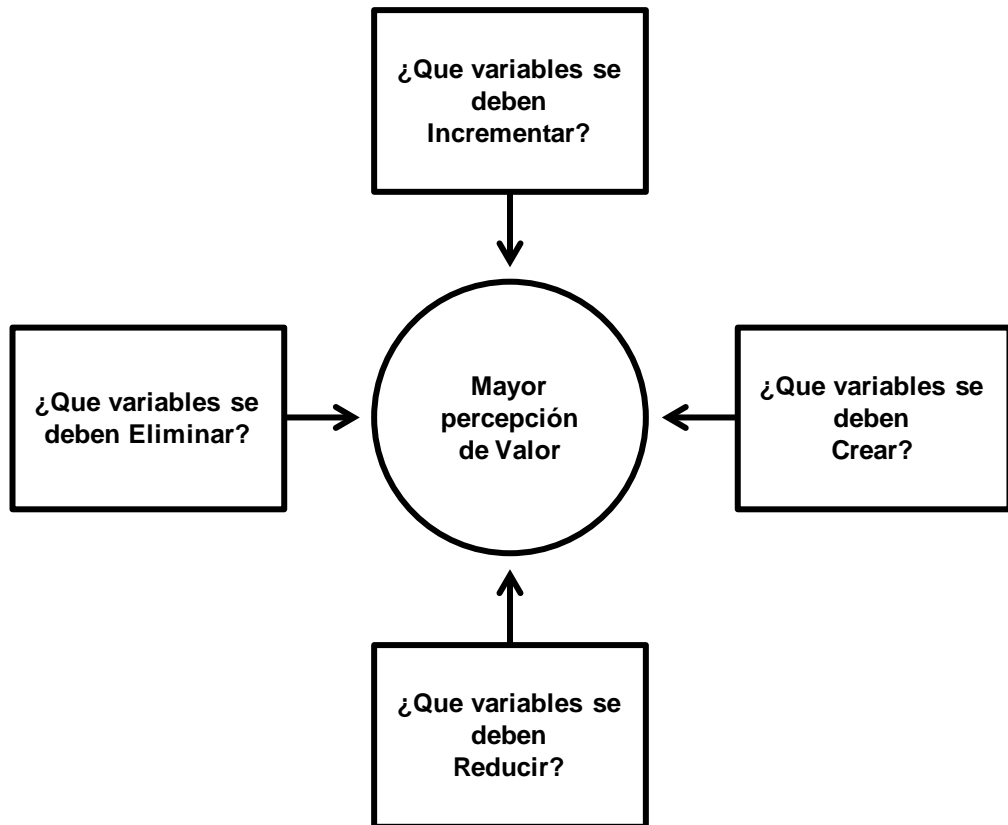 ¿Que variables se
deben
Incrementar?
¿Que variables se
deben Eliminar?
Mayor
percepción
de Valor
¿Que variables se
deben
Crear?
¿Que variables se
deben
Reducir?